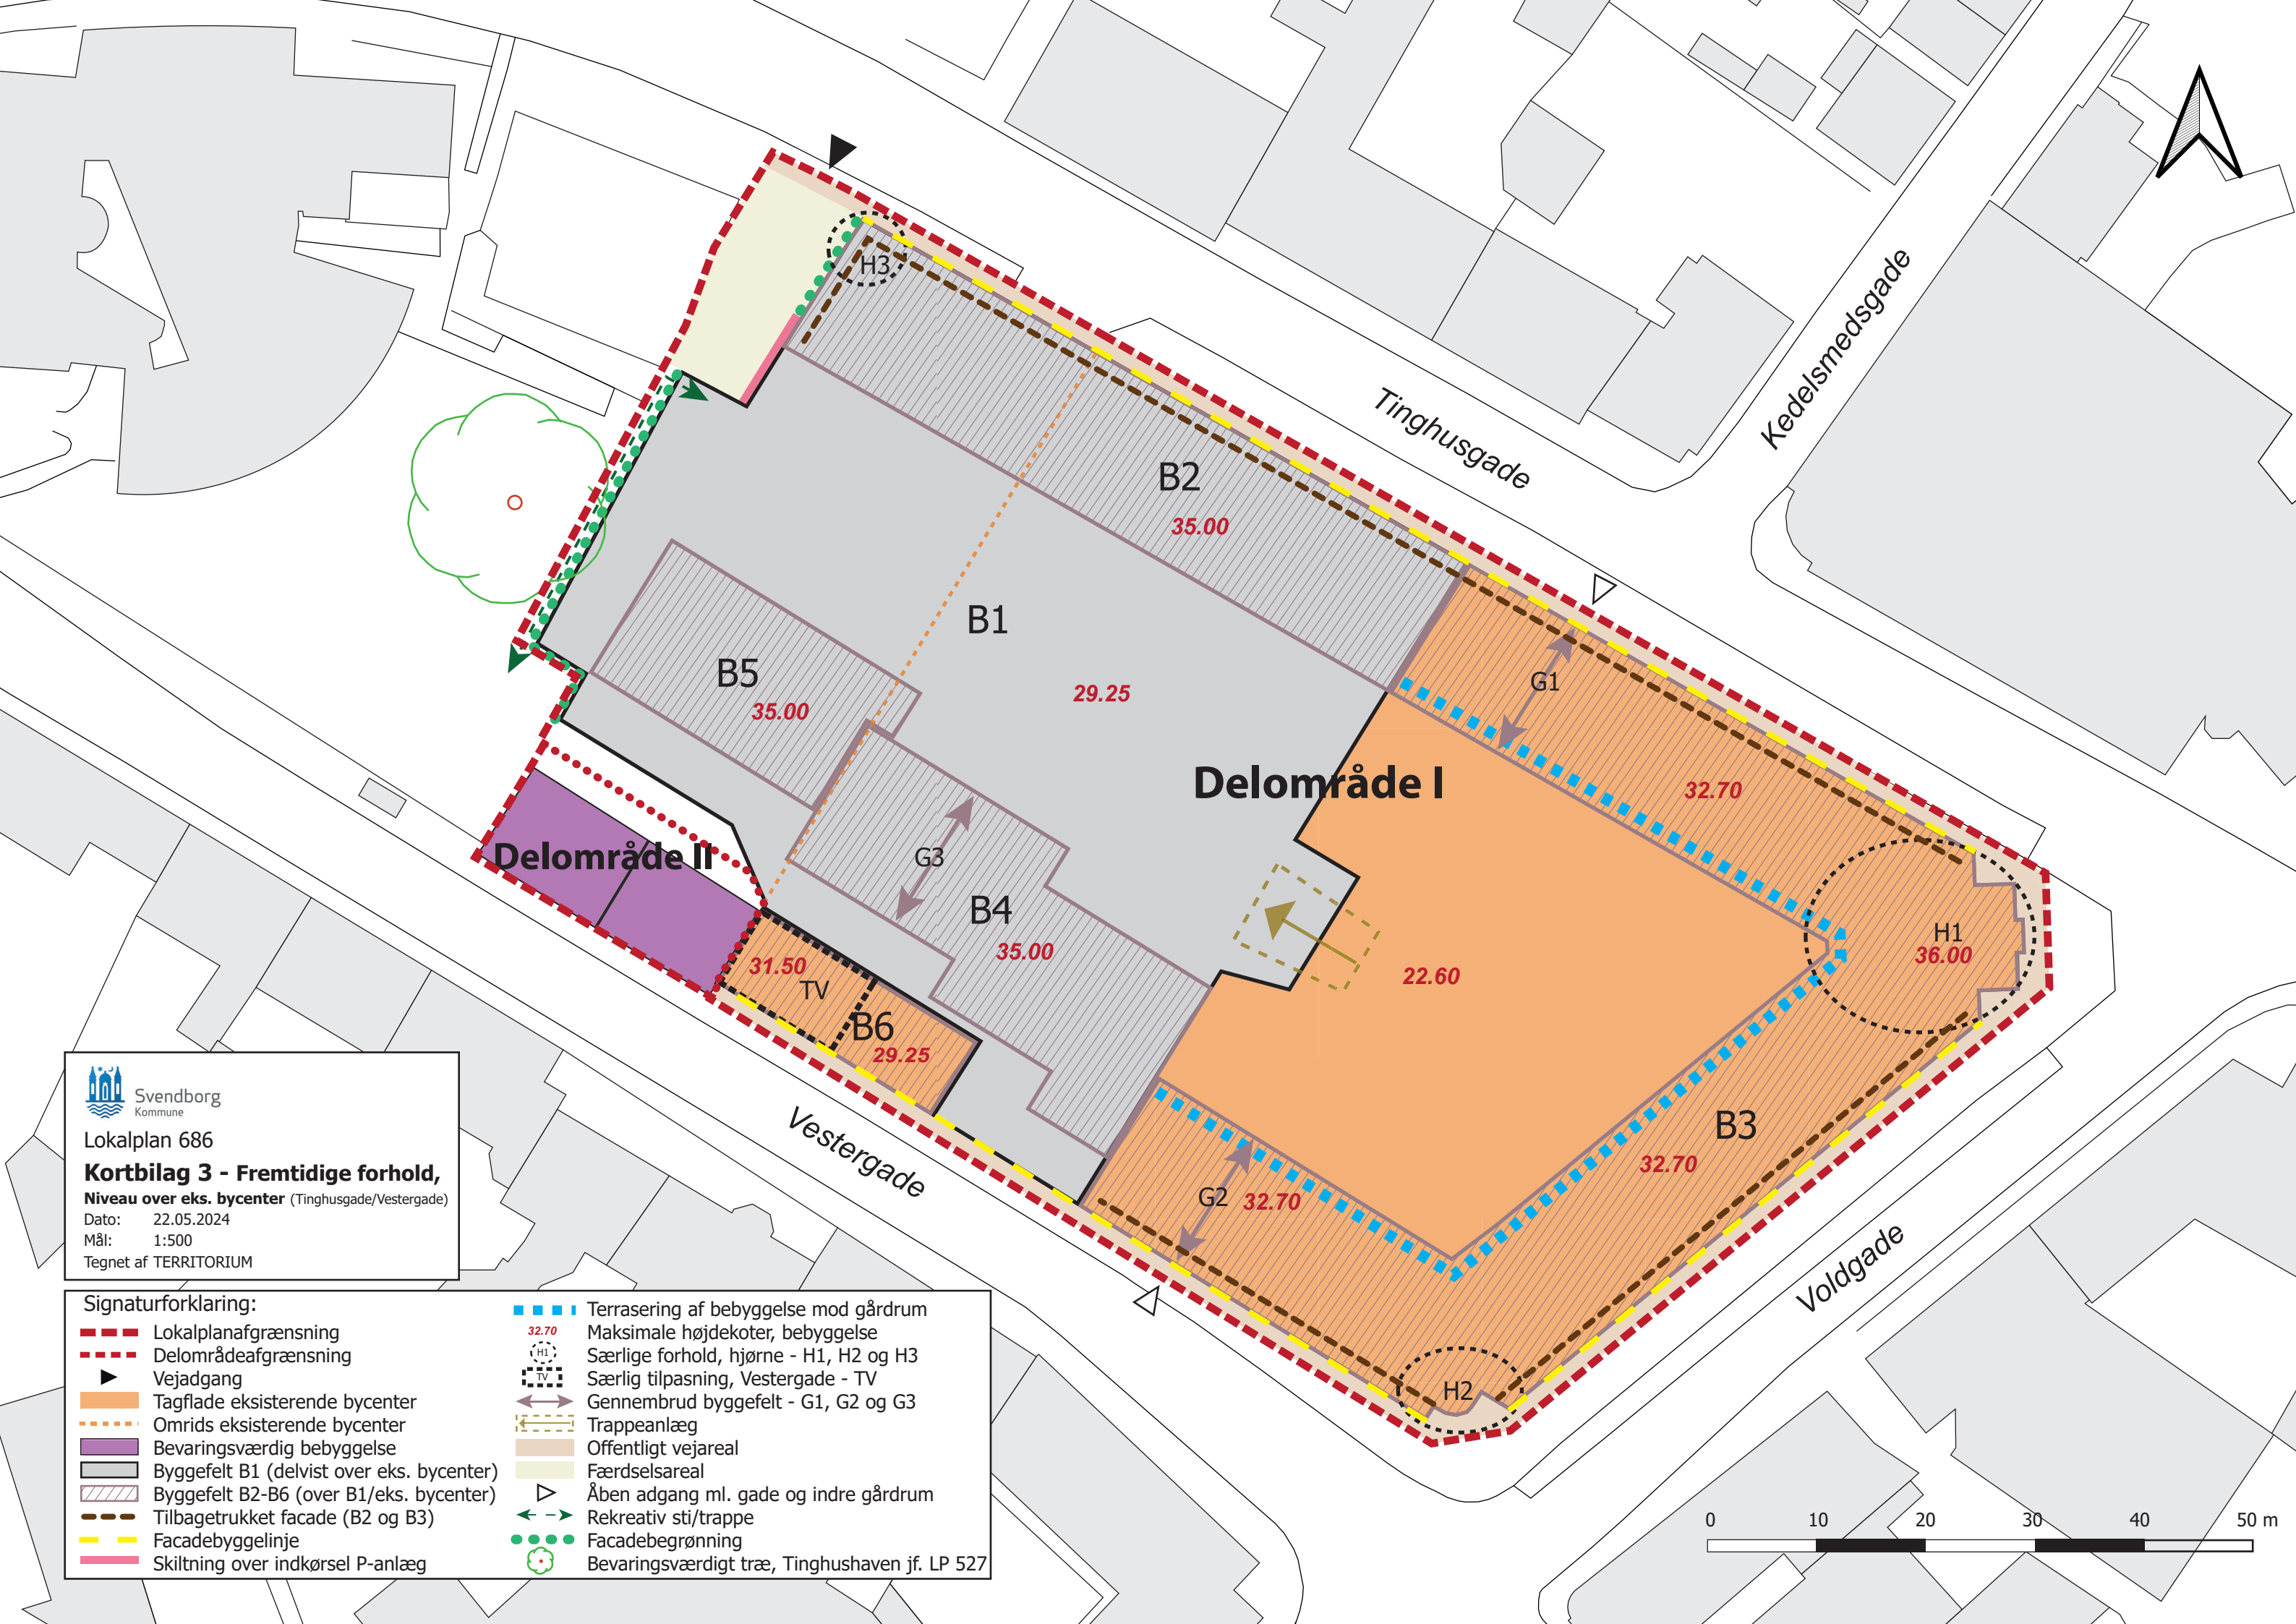 H3
Tinghusgade
Kedelsmedsgade
B2
35.00
B1
29.25
B5
35.00
G1
Delområde I
32.70
Delområde II
G3
B4
35.00
22.60
H1
36.00
31.50
TV
B6
29.25
B3
32.70
G2
32.70
Vestergade
Voldgade
H2
Svendborg
Kommune
Lokalplan 686
Kortbilag 3 - Fremtidige forhold,
Niveau over eks. bycenter (Tinghusgade/Vestergade)
Dato: 22.05.2024
Mål: 1:500
Tegnet af TERRITORIUM
Signaturforklaring:
Lokalplanafgrænsning
Delområdeafgrænsning
Vejadgang
Tagflade eksisterende bycenter
Omrids eksisterende bycenter
Bevaringsværdig bebyggelse
Byggefelt B1 (delvist over eks. bycenter)
Byggefelt B2-B6 (over B1/eks. bycenter)
Tilbagetrukket facade (B2 og B3)
Facadebyggelinje
Skiltning over indkørsel P-anlæg
Terrasering af bebyggelse mod gårdrum
32.70 Maksimale højdekoter, bebyggelse
H1 Særlige forhold, hjørne - H1, H2 og H3
TV Særlig tilpasning, Vestergade - TV
Gennembrud byggefelt - G1, G2 og G3
Trappeanlæg
Offentligt vejareal
Færdselsareal
Åben adgang ml. gade og indre gårdrum
Rekreativ sti/trappe
Facadebegrønning
Bevaringsværdigt træ, Tinghushaven jf. LP 527
0 10 20 30 40 50 m